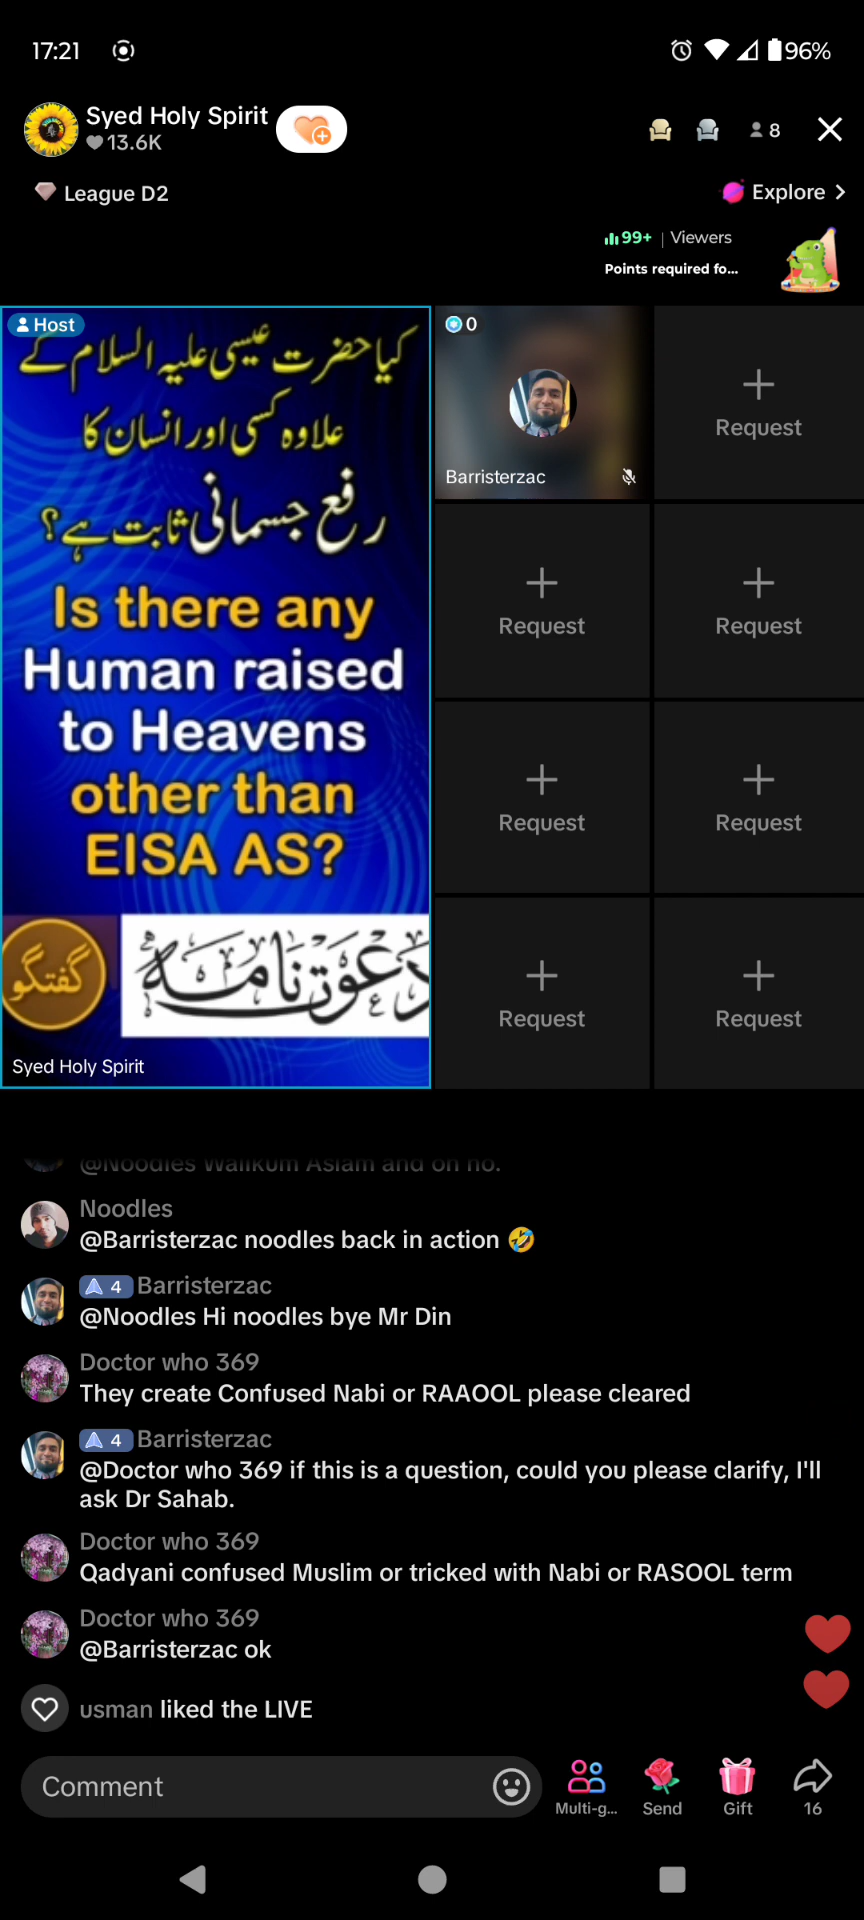 17:21
96%
Syed Holy Spirit
13.6K
8
League D2
Explore
99+ | Viewers
Points required fo...
Host
کیا حضرت عیسی علیہ السلام کے
علاوہ کسی اور انسان کا
رفع جسمانی ثابت ہے؟
Is there any
Human raised
to Heavens
other than
EISA AS?
گفتگو
دعوت نامہ
Syed Holy Spirit
0
Barristerzac
Request
Request
Request
Request
Request
Request
Request
@Noodles Walikum Aslam and oh no.
Noodles
@Barristerzac noodles back in action 🤣
4 Barristerzac
@Noodles Hi noodles bye Mr Din
Doctor who 369
They create Confused Nabi or RAAOOL please cleared
4 Barristerzac
@Doctor who 369 if this is a question, could you please clarify, I'll
ask Dr Sahab.
Doctor who 369
Qadyani confused Muslim or tricked with Nabi or RASOOL term
Doctor who 369
@Barristerzac ok
usman liked the LIVE
Comment
Multi-g...
Send
Gift
16